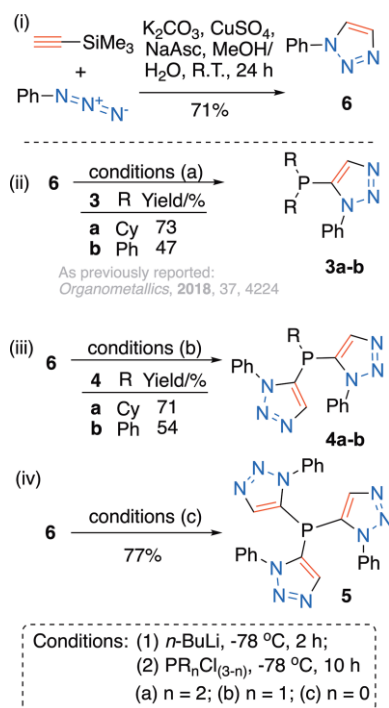 (i)
K₂CO₃, CuSO₄,
NaAsc, MeOH/
H₂O, R.T., 24 h
71%
SiMe₃
+
Ph N N⁺ N⁻
Ph N N N
6
(ii)
6 conditions (a)
3 R Yield/%
a Cy 73
b Ph 47
As previously reported:
Organometallics, 2018, 37, 4224
R P R Ph N N N
3a-b
(iii)
6 conditions (b)
4 R Yield/%
a Cy 71
b Ph 54
Ph N N N R P Ph N N N
4a-b
(iv)
6 conditions (c)
77%
N N N Ph P Ph N N N Ph N N N
5
Conditions: (1) n-BuLi, -78 °C, 2 h;
(2) PRₙCl₍₃₋ₙ₎, -78 °C, 10 h
(a) n = 2; (b) n = 1; (c) n = 0